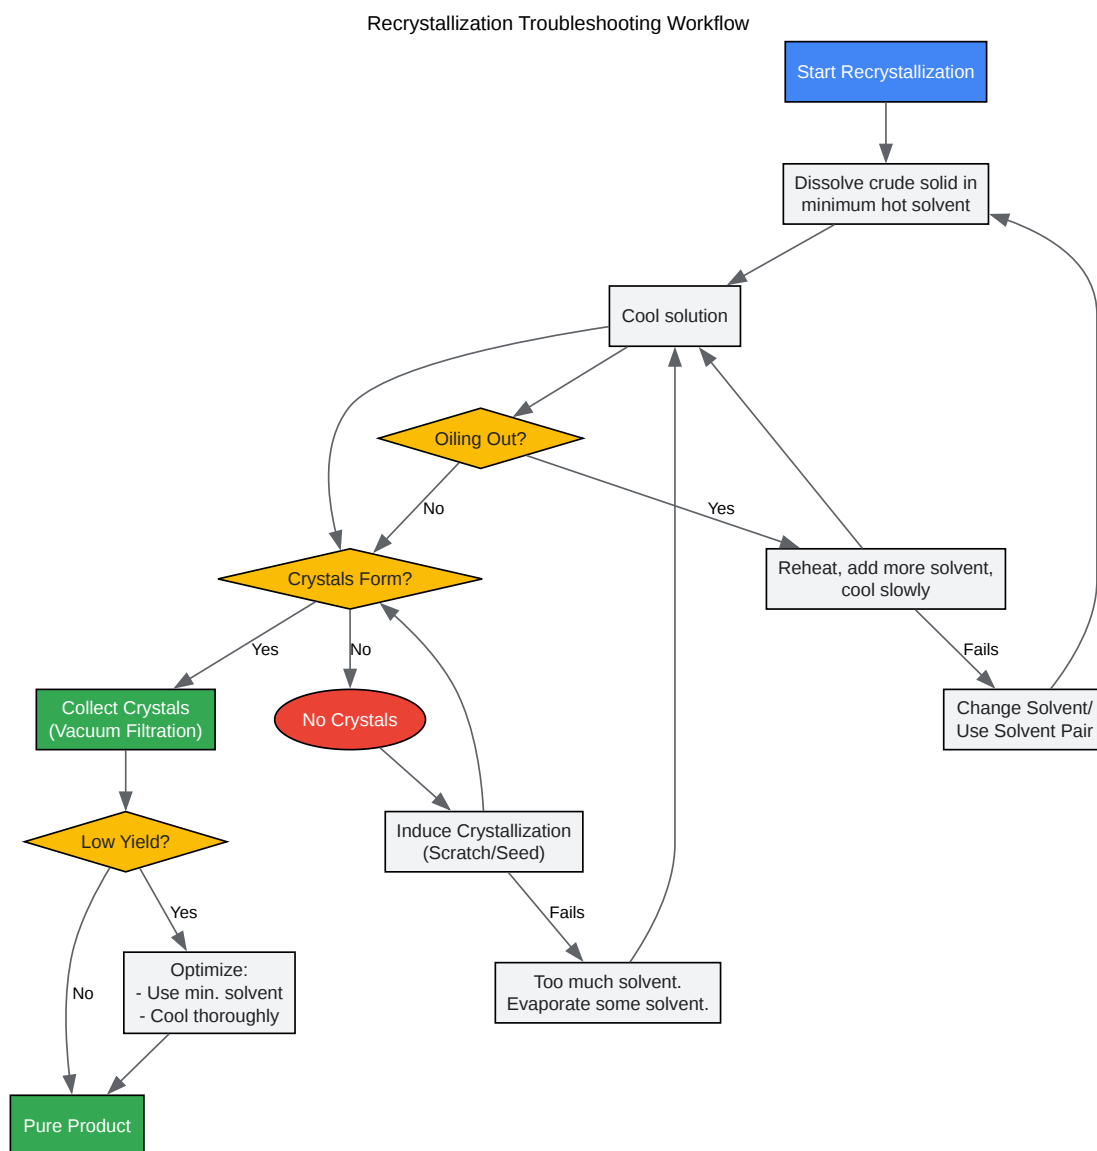 Recrystallization Troubleshooting Workflow
Start Recrystallization
Dissolve crude solid in
minimum hot solvent
Cool solution
Oiling Out?
No
Yes
Crystals Form?
Reheat, add more solvent,
cool slowly
Yes
No
Fails
Collect Crystals
(Vacuum Filtration)
No Crystals
Change Solvent/
Use Solvent Pair
Low Yield?
Induce Crystallization
(Scratch/Seed)
Yes
Fails
No
Optimize:
- Use min. solvent
- Cool thoroughly
Too much solvent.
Evaporate some solvent.
Pure Product